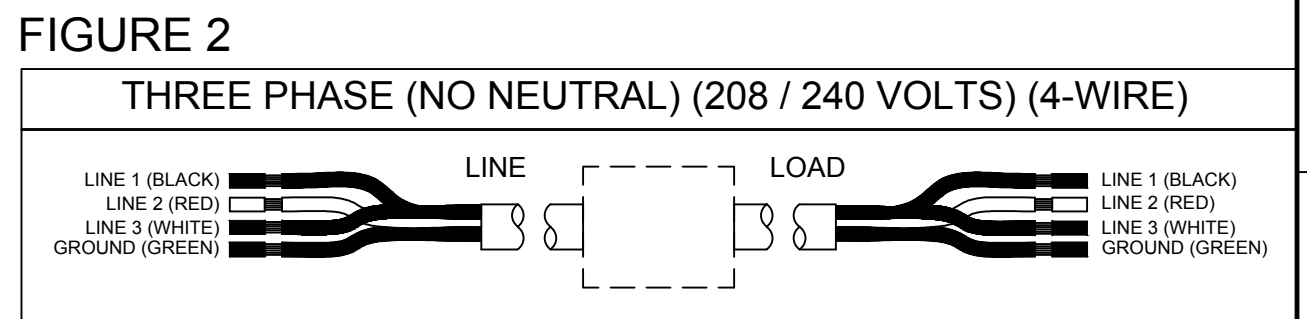 FIGURE 2
THREE PHASE (NO NEUTRAL) (208 / 240 VOLTS) (4-WIRE)
LINE
LOAD
LINE 1 (BLACK)
LINE 2 (RED)
LINE 3 (WHITE)
GROUND (GREEN)
LINE 1 (BLACK)
LINE 2 (RED)
LINE 3 (WHITE)
GROUND (GREEN)